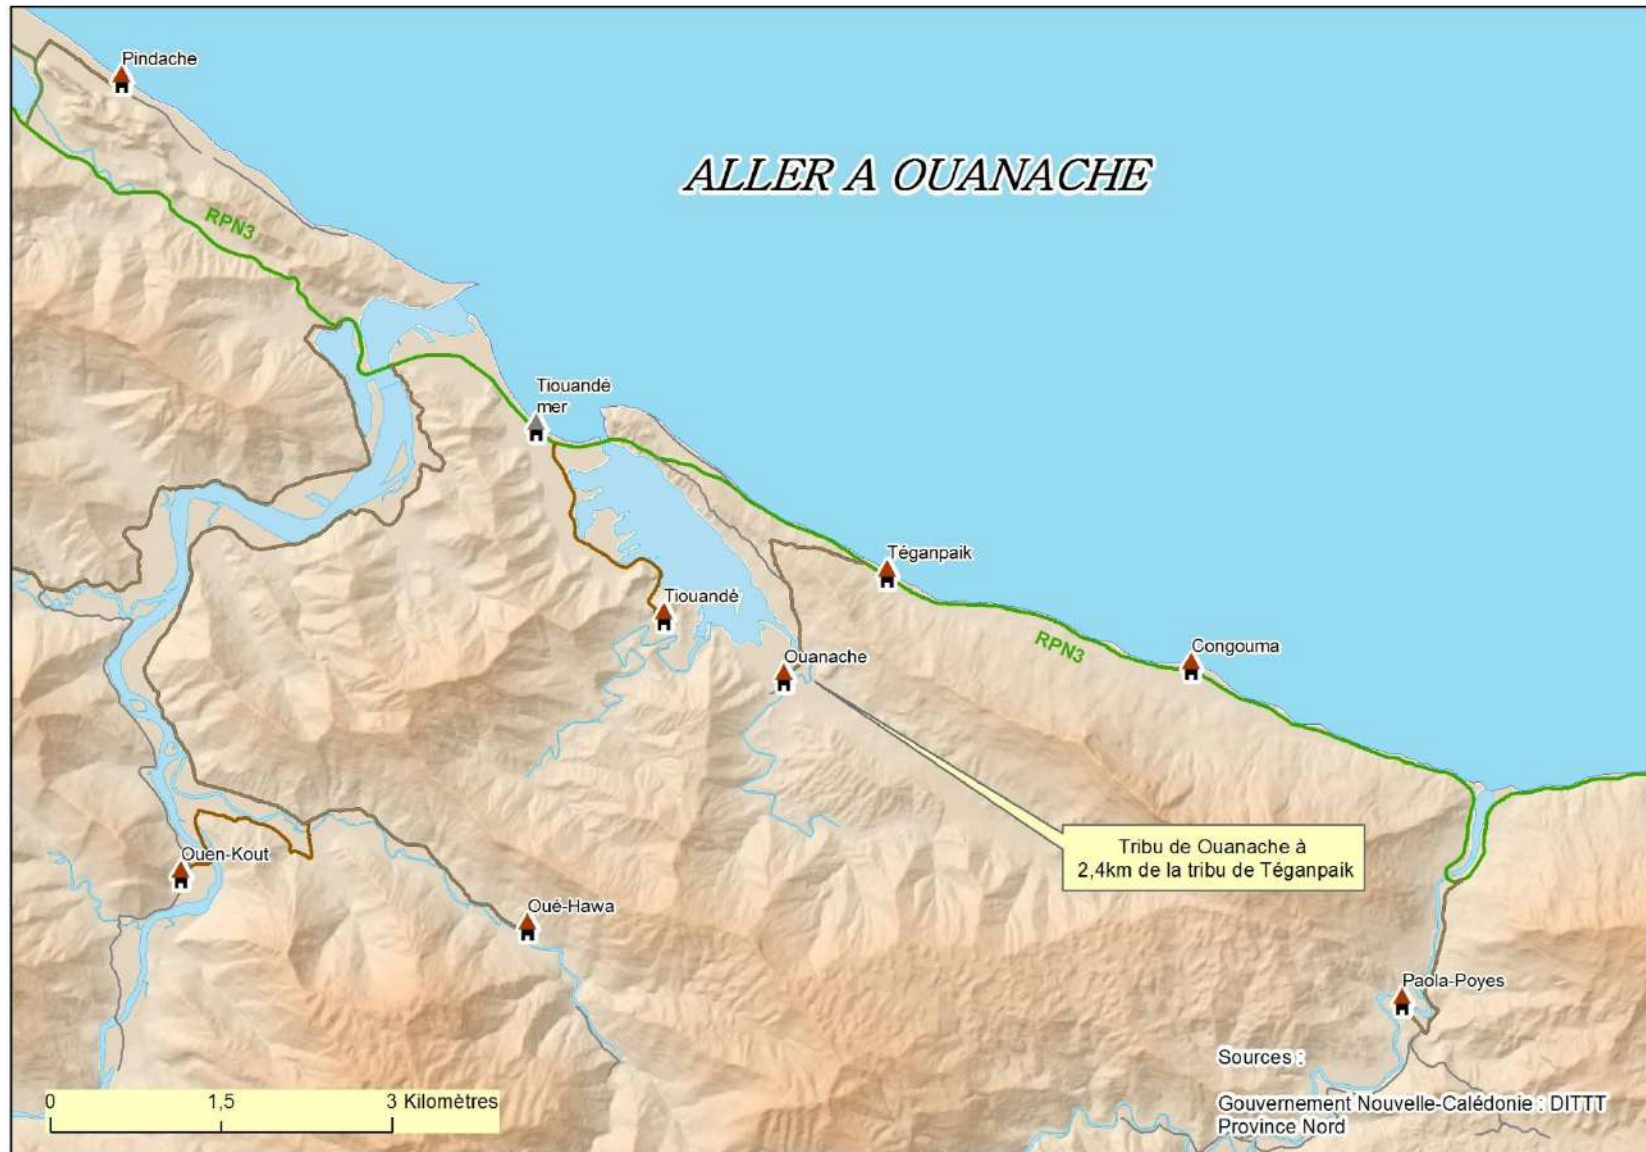 Pindache
ALLER A OUANACHE
RPN3
Tiouandé
mer
Téganpaik
Tiouandé
RPN3
Congouma
Ouanache
Tribu de Ouanache à
2,4km de la tribu de Téganpaik
Ouen-Kout
Oué-Hawa
Paola-Poyes
Sources :
0 1,5 3 Kilomètres
Gouvernement Nouvelle-Calédonie : DITTT
Province Nord